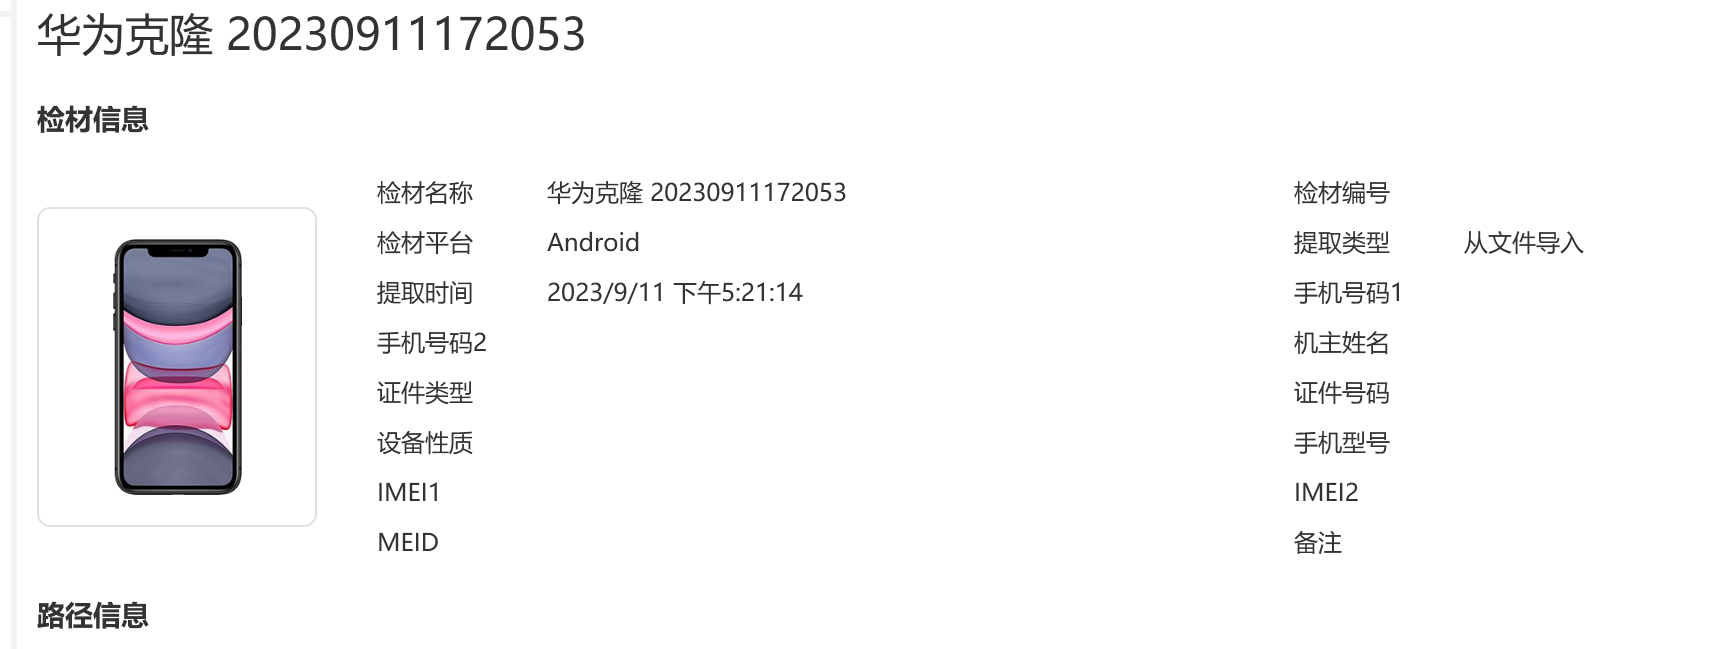 华为克隆 20230911172053
检材信息
检材名称 华为克隆 20230911172053 检材编号
检材平台 Android 提取类型 从文件导入
提取时间 2023/9/11 下午5:21:14 手机号码1
手机号码2 机主姓名
证件类型 证件号码
设备性质 手机型号
IMEI1 IMEI2
MEID 备注
路径信息